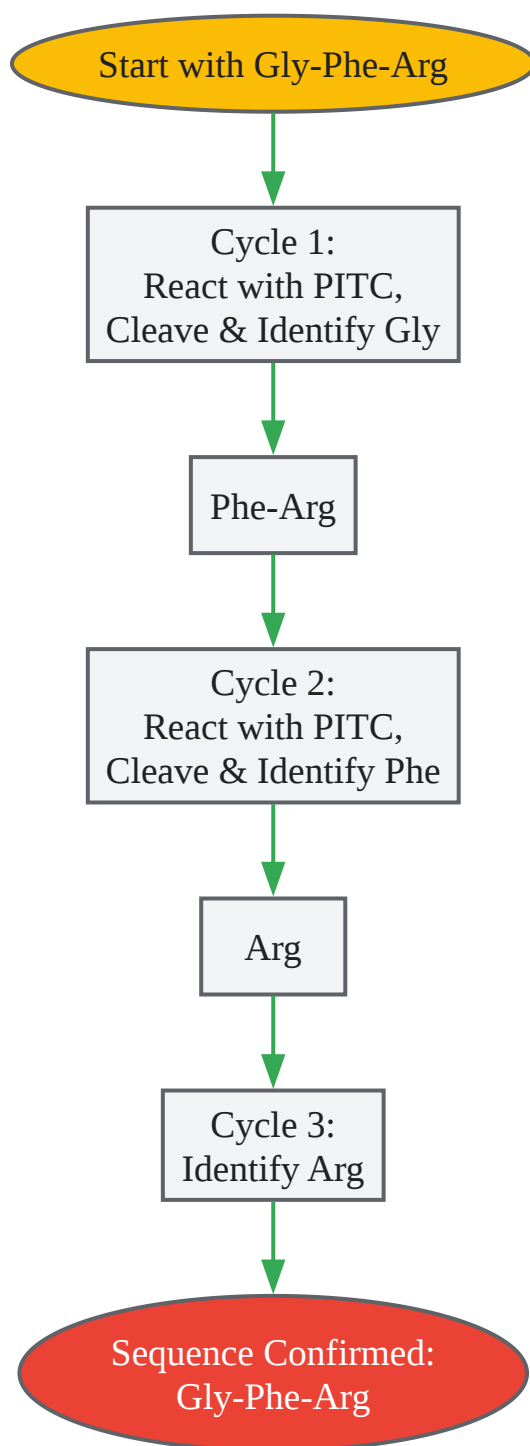 Start with Gly-Phe-Arg
Cycle 1:
React with PITC,
Cleave & Identify Gly
Phe-Arg
Cycle 2:
React with PITC,
Cleave & Identify Phe
Arg
Cycle 3:
Identify Arg
Sequence Confirmed:
Gly-Phe-Arg